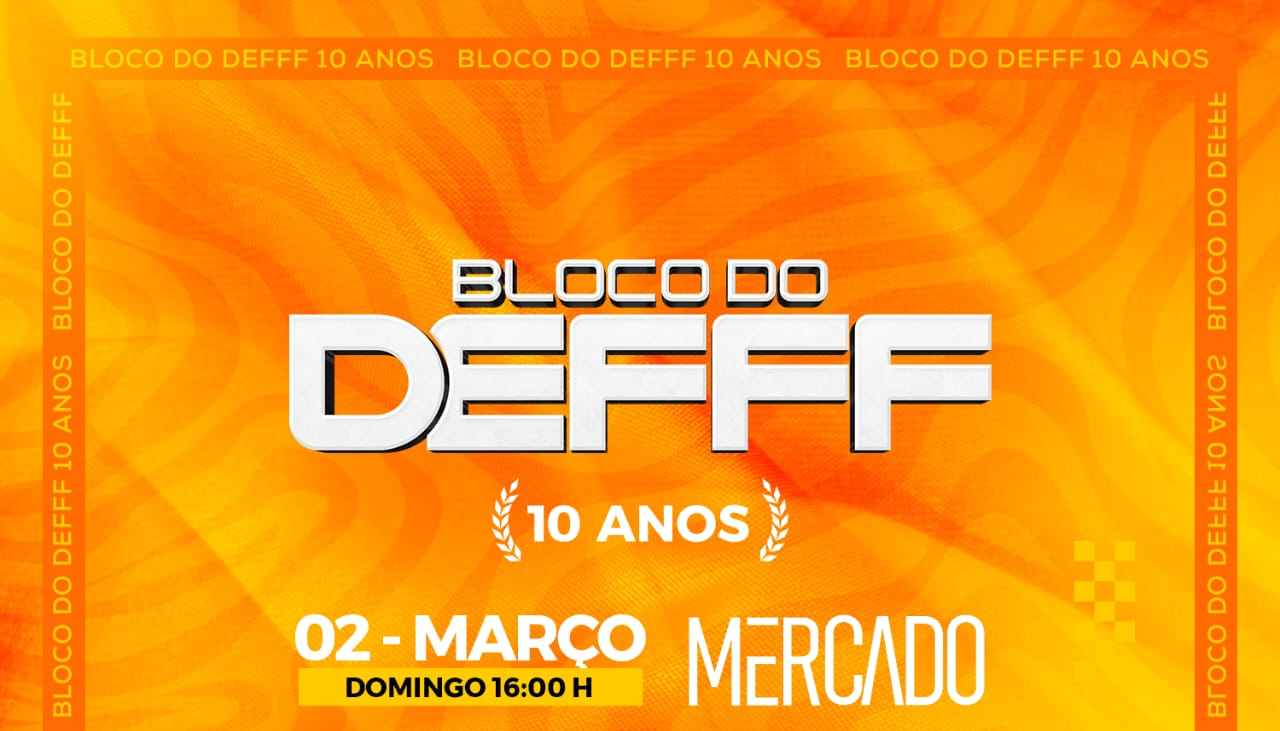 BLOCO DO DEFFF 10 ANOS BLOCO DO DEFFF 10 ANOS BLOCO DO DEFFF 10 ANOS
BLOCO DO DEFFF 10 ANOS BLOCO DO DEFFF
BLOCO DO
DEFFF
10 ANOS
02 - MARÇO
DOMINGO 16:00 H
MERCADO
BLOCO DO DEFFF 10 ANOS BLOCO DO DEFFF